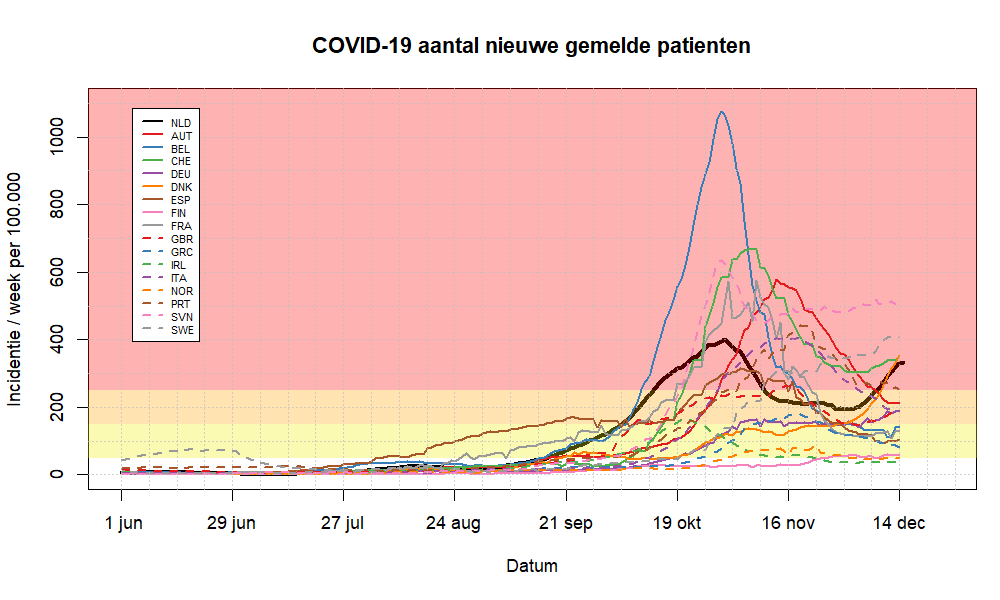 COVID-19 aantal nieuwe gemelde patienten
Incidentie / week per 100.000
1000
800
600
400
200
0
NLD
AUT
BEL
CHE
DEU
DNK
ESP
FIN
FRA
GBR
GRC
IRL
ITA
NOR
PRT
SVN
SWE
1 jun 29 jun 27 jul 24 aug 21 sep 19 okt 16 nov 14 dec
Datum